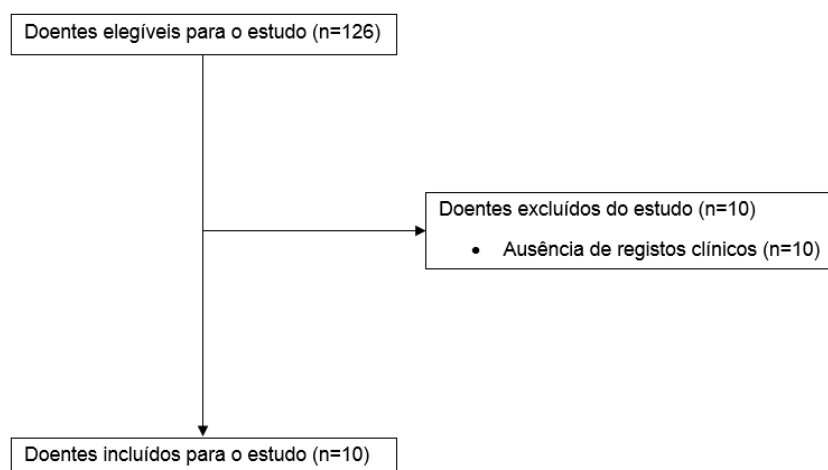 Doentes elegíveis para o estudo (n=126)
Doentes excluídos do estudo (n=10)
• Ausência de registos clínicos (n=10)
Doentes incluídos para o estudo (n=10)